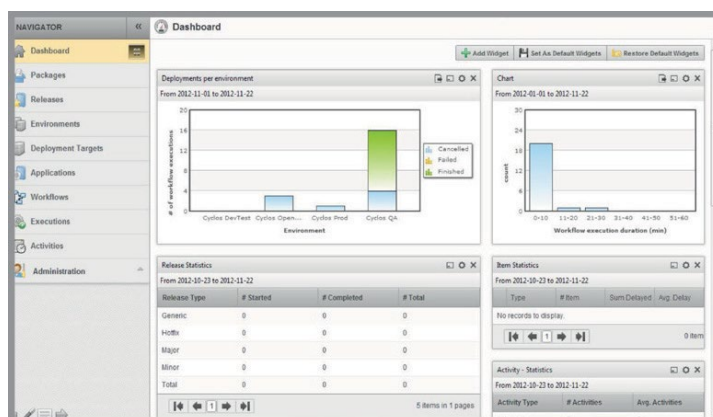 NAVIGATOR
Dashboard
Packages
Releases
Environments
Deployment Targets
Applications
Workflows
Executions
Activities
Administration
Dashboard
Add Widget
Set As Default Widgets
Restore Default Widgets
Deployments per environment
From 2012-11-01 to 2012-11-22
# of workflow executions
20
16
12
8
4
0
Cyclos DevTest Cyclos Open... Cyclos Prod Cyclos QA
Environment
Cancelled
Failed
Finished
Chart
From 2012-01-01 to 2012-11-22
count
30
24
18
12
6
0
0-10 11-20 21-30 31-40 41-50 51-60
Workflow execution duration (min)
Release Statistics
From 2012-10-23 to 2012-11-22
Release Type # Started # Completed # Total
Generic 0 0 0
Hotfix 0 0 0
Major 0 0 0
Minor 0 0 0
Total 0 0 0
1
5 items in 1 pages
Item Statistics
From 2012-10-23 to 2012-11-22
Type # Item Sum Delayed Avg. Delay
No records to display.
1
0 item
Activity - Statistics
From 2012-10-23 to 2012-11-22
Activity Type # Activities Avg. Activities